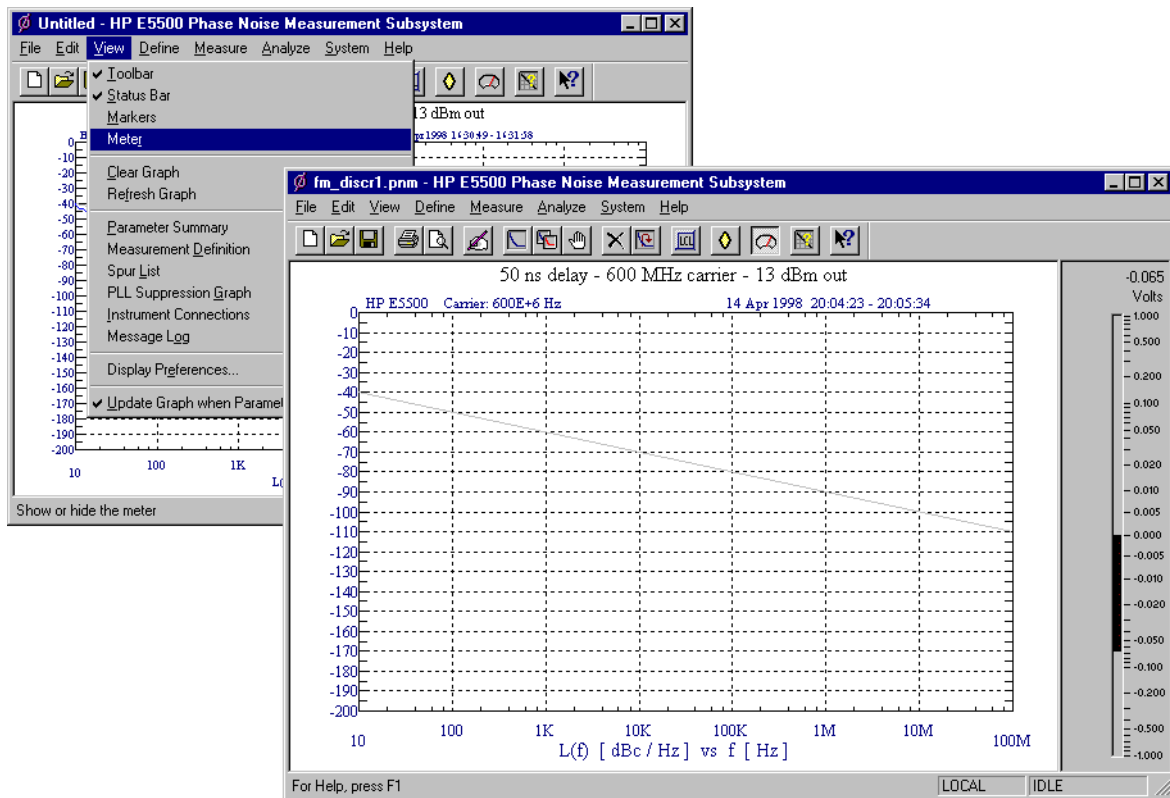 Untitled - HP E5500 Phase Noise Measurement Subsystem
File Edit View Define Measure Analyze System Help
Toolbar
Status Bar
Markers
Meter
Clear Graph
Refresh Graph
Parameter Summary
Measurement Definition
Spur List
PLL Suppression Graph
Instrument Connections
Message Log
Display Preferences...
Update Graph when Paramet
13 dBm out
pr 1998 16:30:49 - 16:31:58
0
-10
-20
-30
-40
-50
-60
-70
-80
-90
-100
-110
-120
-130
-140
-150
-160
-170
-180
-190
-200
10
100
1K
Show or hide the meter
fm_discr1.pnm - HP E5500 Phase Noise Measurement Subsystem
File Edit View Define Measure Analyze System Help
LCL
50 ns delay - 600 MHz carrier - 13 dBm out
HP E5500 Carrier: 600E+6 Hz 14 Apr 1998 20:04:23 - 20:05:34
0
-10
-20
-30
-40
-50
-60
-70
-80
-90
-100
-110
-120
-130
-140
-150
-160
-170
-180
-190
-200
10 100 1K 10K 100K 1M 10M 100M
L(f) [ dBc / Hz ] vs f [ Hz ]
-0.065
Volts
1.000
0.500
0.200
0.100
0.050
0.020
0.010
0.005
0.000
-0.005
-0.010
-0.020
-0.050
-0.100
-0.200
-0.500
-1.000
For Help, press F1
LOCAL IDLE